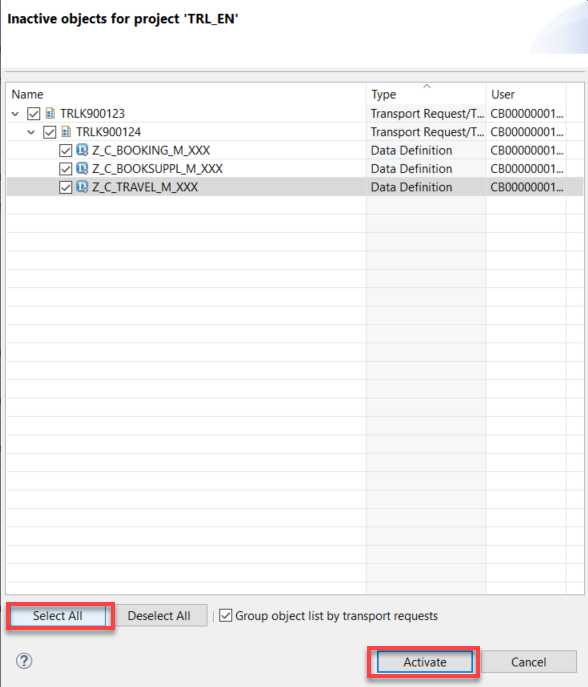 Inactive objects for project 'TRL_EN'
Name Type User
TRLK900123 Transport Request/T... CB00000001...
TRLK900124 Transport Request/T... CB00000001...
Z_C_BOOKING_M_XXX Data Definition CB00000001...
Z_C_BOOKSUPPL_M_XXX Data Definition CB00000001...
Z_C_TRAVEL_M_XXX Data Definition CB00000001...
Select All Deselect All Group object list by transport requests
? Activate Cancel